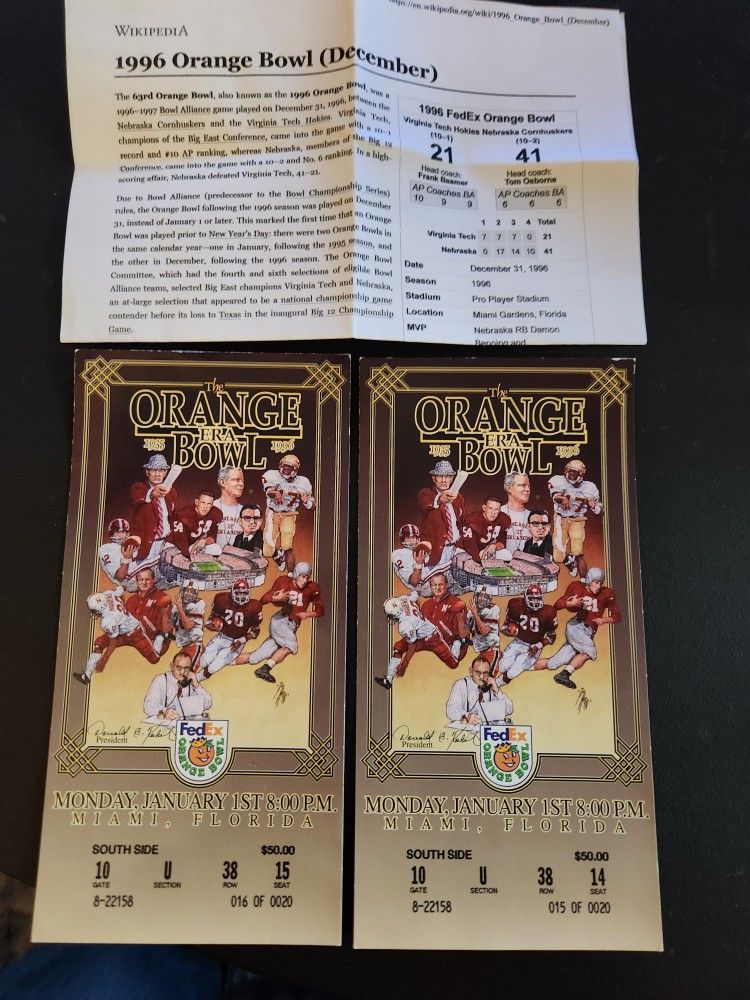 https://en.wikipedia.org/wiki/1996_Orange_Bowl_(December)
WIKIPEDIA
1996 Orange Bowl (December)
The 63rd Orange Bowl, also known as the 1996 Orange Bowl, was a
1996–1997 Bowl Alliance game played on December 31, 1996, between the
Nebraska Cornhuskers and the Virginia Tech Hokies. Virginia Tech,
champions of the Big East Conference, came into the game with a 10–1
record and #10 AP ranking, whereas Nebraska, members of the Big 12
Conference, came into the game with a 10–2 and No. 6 ranking. In a high-
scoring affair, Nebraska defeated Virginia Tech, 41–21.
Due to Bowl Alliance (predecessor to the Bowl Championship Series)
rules, the Orange Bowl following the 1996 season was played on December
31, instead of January 1 or later. This marked the first time that an Orange
Bowl was played prior to New Year's Day: there were two Orange Bowls in
the same calendar year—one in January, following the 1995 season, and
the other in December, following the 1996 season. The Orange Bowl
Committee, which had the fourth and sixth selections of eligible Bowl
Alliance teams, selected Big East champions Virginia Tech and Nebraska,
an at-large selection that appeared to be a national championship game
contender before its loss to Texas in the inaugural Big 12 Championship
Game.
1996 FedEx Orange Bowl
Virginia Tech Hokies Nebraska Cornhuskers
(10–1) (10–2)
21 41
Head coach: Head coach:
Frank Beamer Tom Osborne
AP Coaches BA AP Coaches BA
10 9 9 6 6 6
1 2 3 4 Total
Virginia Tech 7 7 7 0 21
Nebraska 0 17 14 10 41
Date December 31, 1996
Season 1996
Stadium Pro Player Stadium
Location Miami Gardens, Florida
MVP Nebraska RB Damon
Benning and
The
ORANGE
1935 ERA 1996
BOWL
54
34
20
21
Donald E. 
President
FedEx
ORANGE BOWL
MONDAY, JANUARY 1ST 8:00 P.M.
MIAMI, FLORIDA
SOUTH SIDE $50.00
10 U 38 15
GATE SECTION ROW SEAT
8-22158 016 OF 0020
The
ORANGE
1935 ERA 1996
BOWL
54
34
20
21
Donald E.
President
FedEx
ORANGE BOWL
MONDAY, JANUARY 1ST 8:00 P.M.
MIAMI, FLORIDA
SOUTH SIDE $50.00
10 U 38 14
GATE SECTION ROW SEAT
8-22158 015 OF 0020